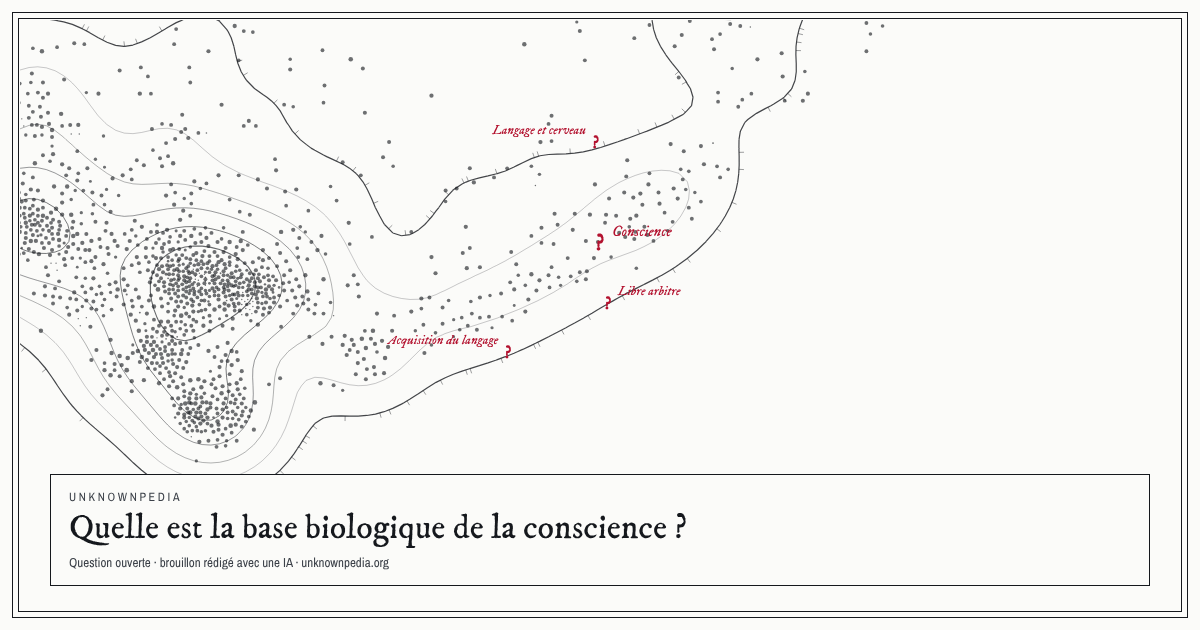 Langage et cerveau
?
Conscience
?
Libre arbitre
?
Acquisition du langage
?
UNKNOWNPEDIA
Quelle est la base biologique de la conscience ?
Question ouverte · brouillon rédigé avec une IA · unknownpedia.org